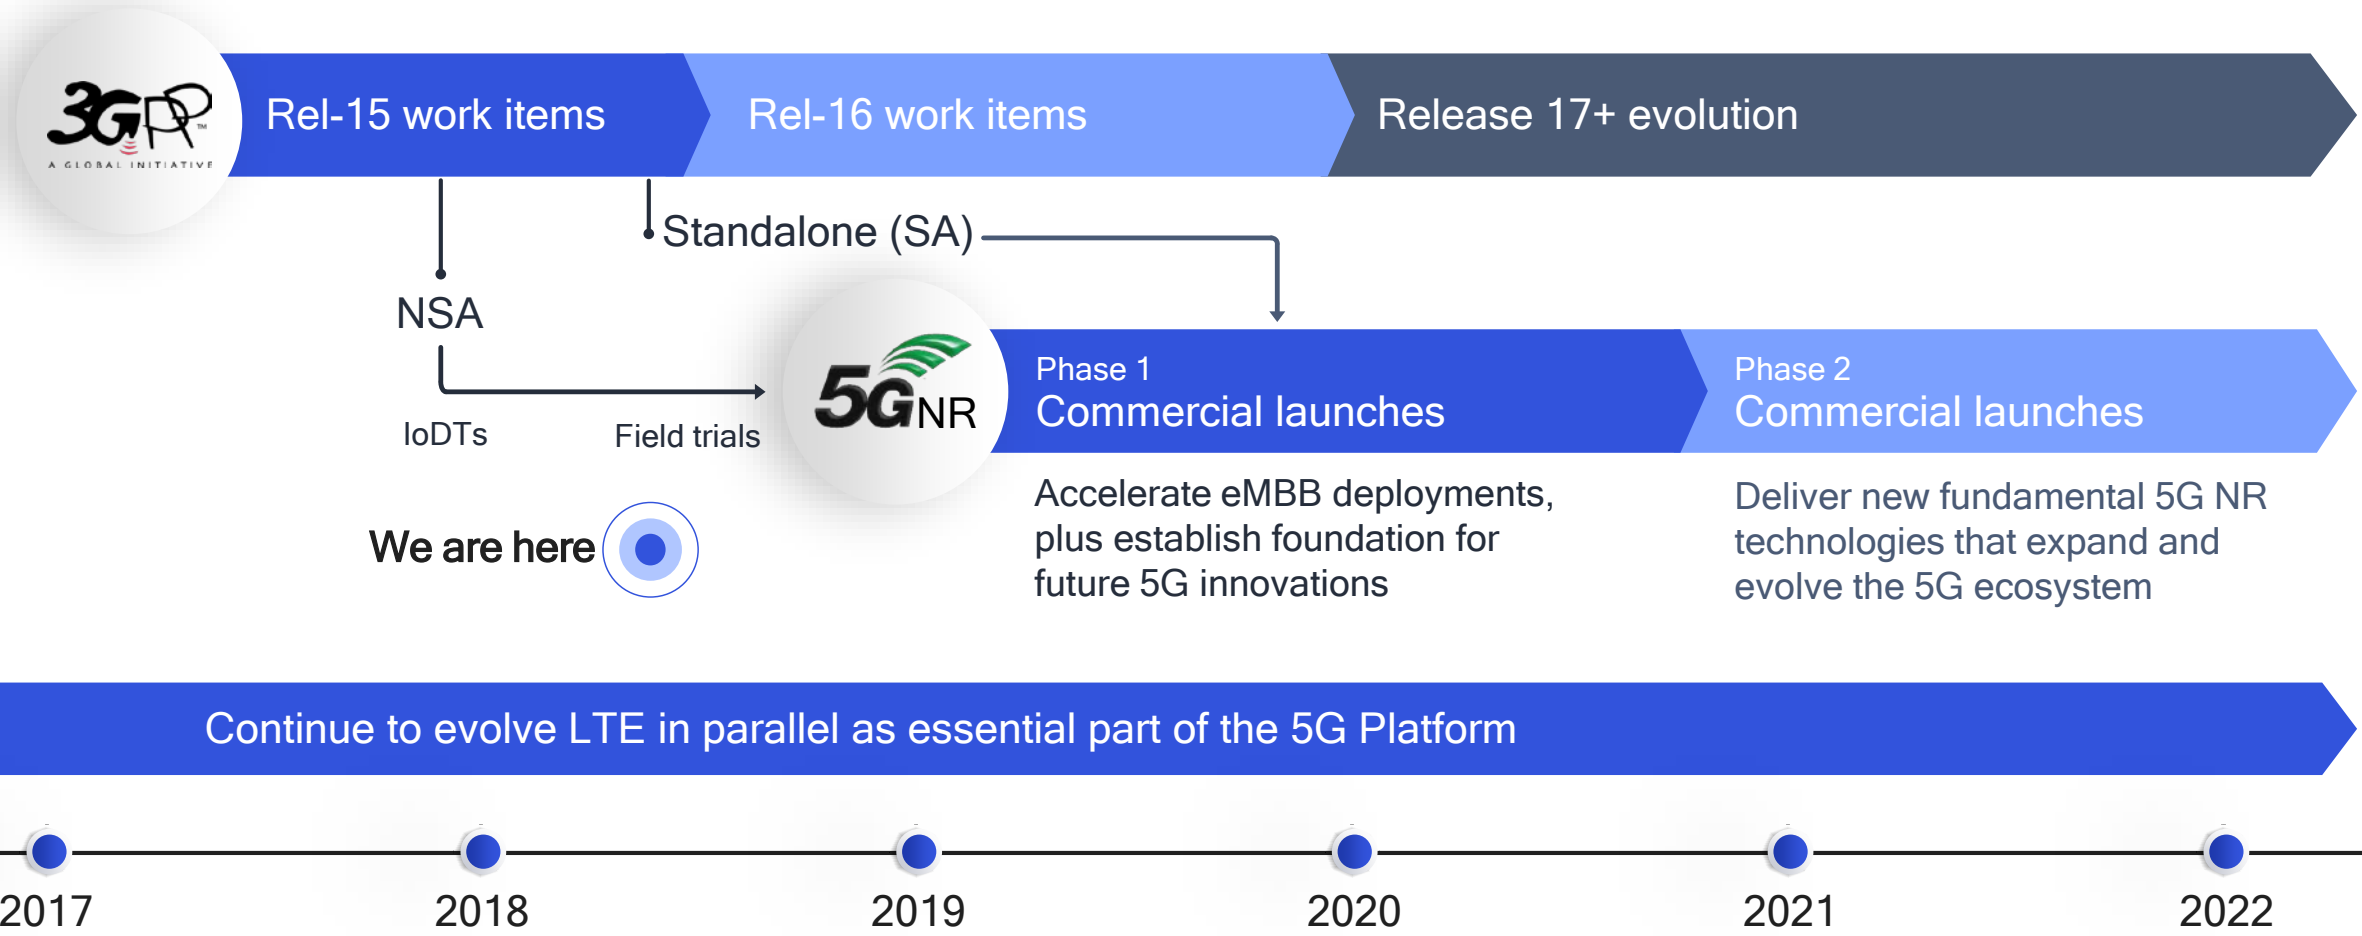 3GPP™
A GLOBAL INITIATIVE
Rel-15 work items
Rel-16 work items
Release 17+ evolution
Standalone (SA)
NSA
IoDTs
Field trials
5G NR
Phase 1
Commercial launches
Phase 2
Commercial launches
Accelerate eMBB deployments,
plus establish foundation for
future 5G innovations
Deliver new fundamental 5G NR
technologies that expand and
evolve the 5G ecosystem
We are here
Continue to evolve LTE in parallel as essential part of the 5G Platform
2017
2018
2019
2020
2021
2022